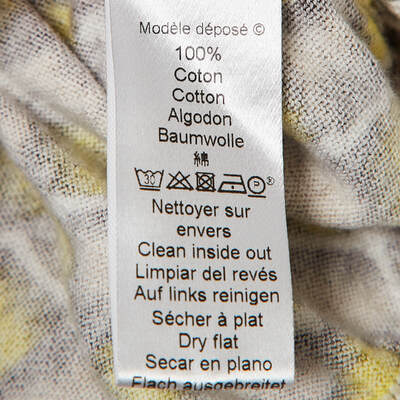 Modèle déposé ©
100%
Coton
Cotton
Algodon
Baumwolle
綿
30 P ®
Nettoyer sur
envers
Clean inside out
Limpiar del revés
Auf links reinigen
Sécher à plat
Dry flat
Secar en plano
Flach ausgebreitet